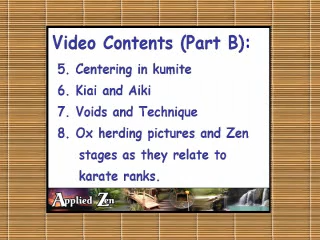 Video Contents (Part B):
5. Centering in kumite
6. Kiai and Aiki
7. Voids and Technique
8. Ox herding pictures and Zen
stages as they relate to
karate ranks.
Applied Zen